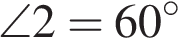 ∠2 = 60°